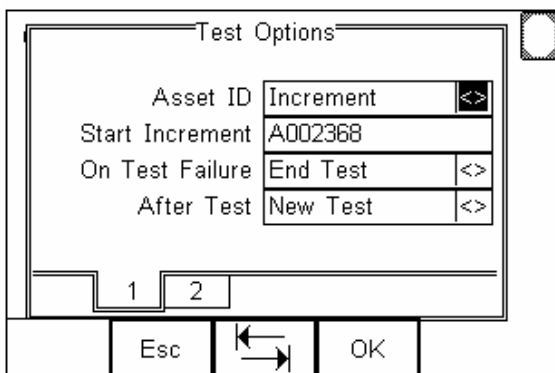 Test Options
Asset ID Increment <>
Start Increment A002368
On Test Failure End Test <>
After Test New Test <>
1 2
Esc OK